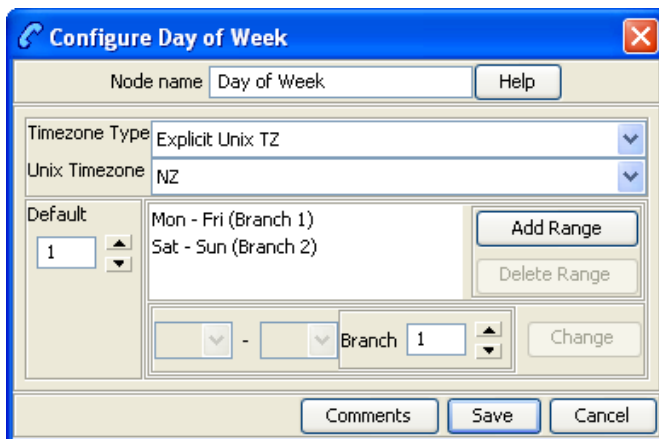 Configure Day of Week
Node name Day of Week Help
Timezone Type Explicit Unix TZ
Unix Timezone NZ
Default
1
Mon - Fri (Branch 1)
Sat - Sun (Branch 2)
Add Range
Delete Range
- Branch 1 Change
Comments Save Cancel